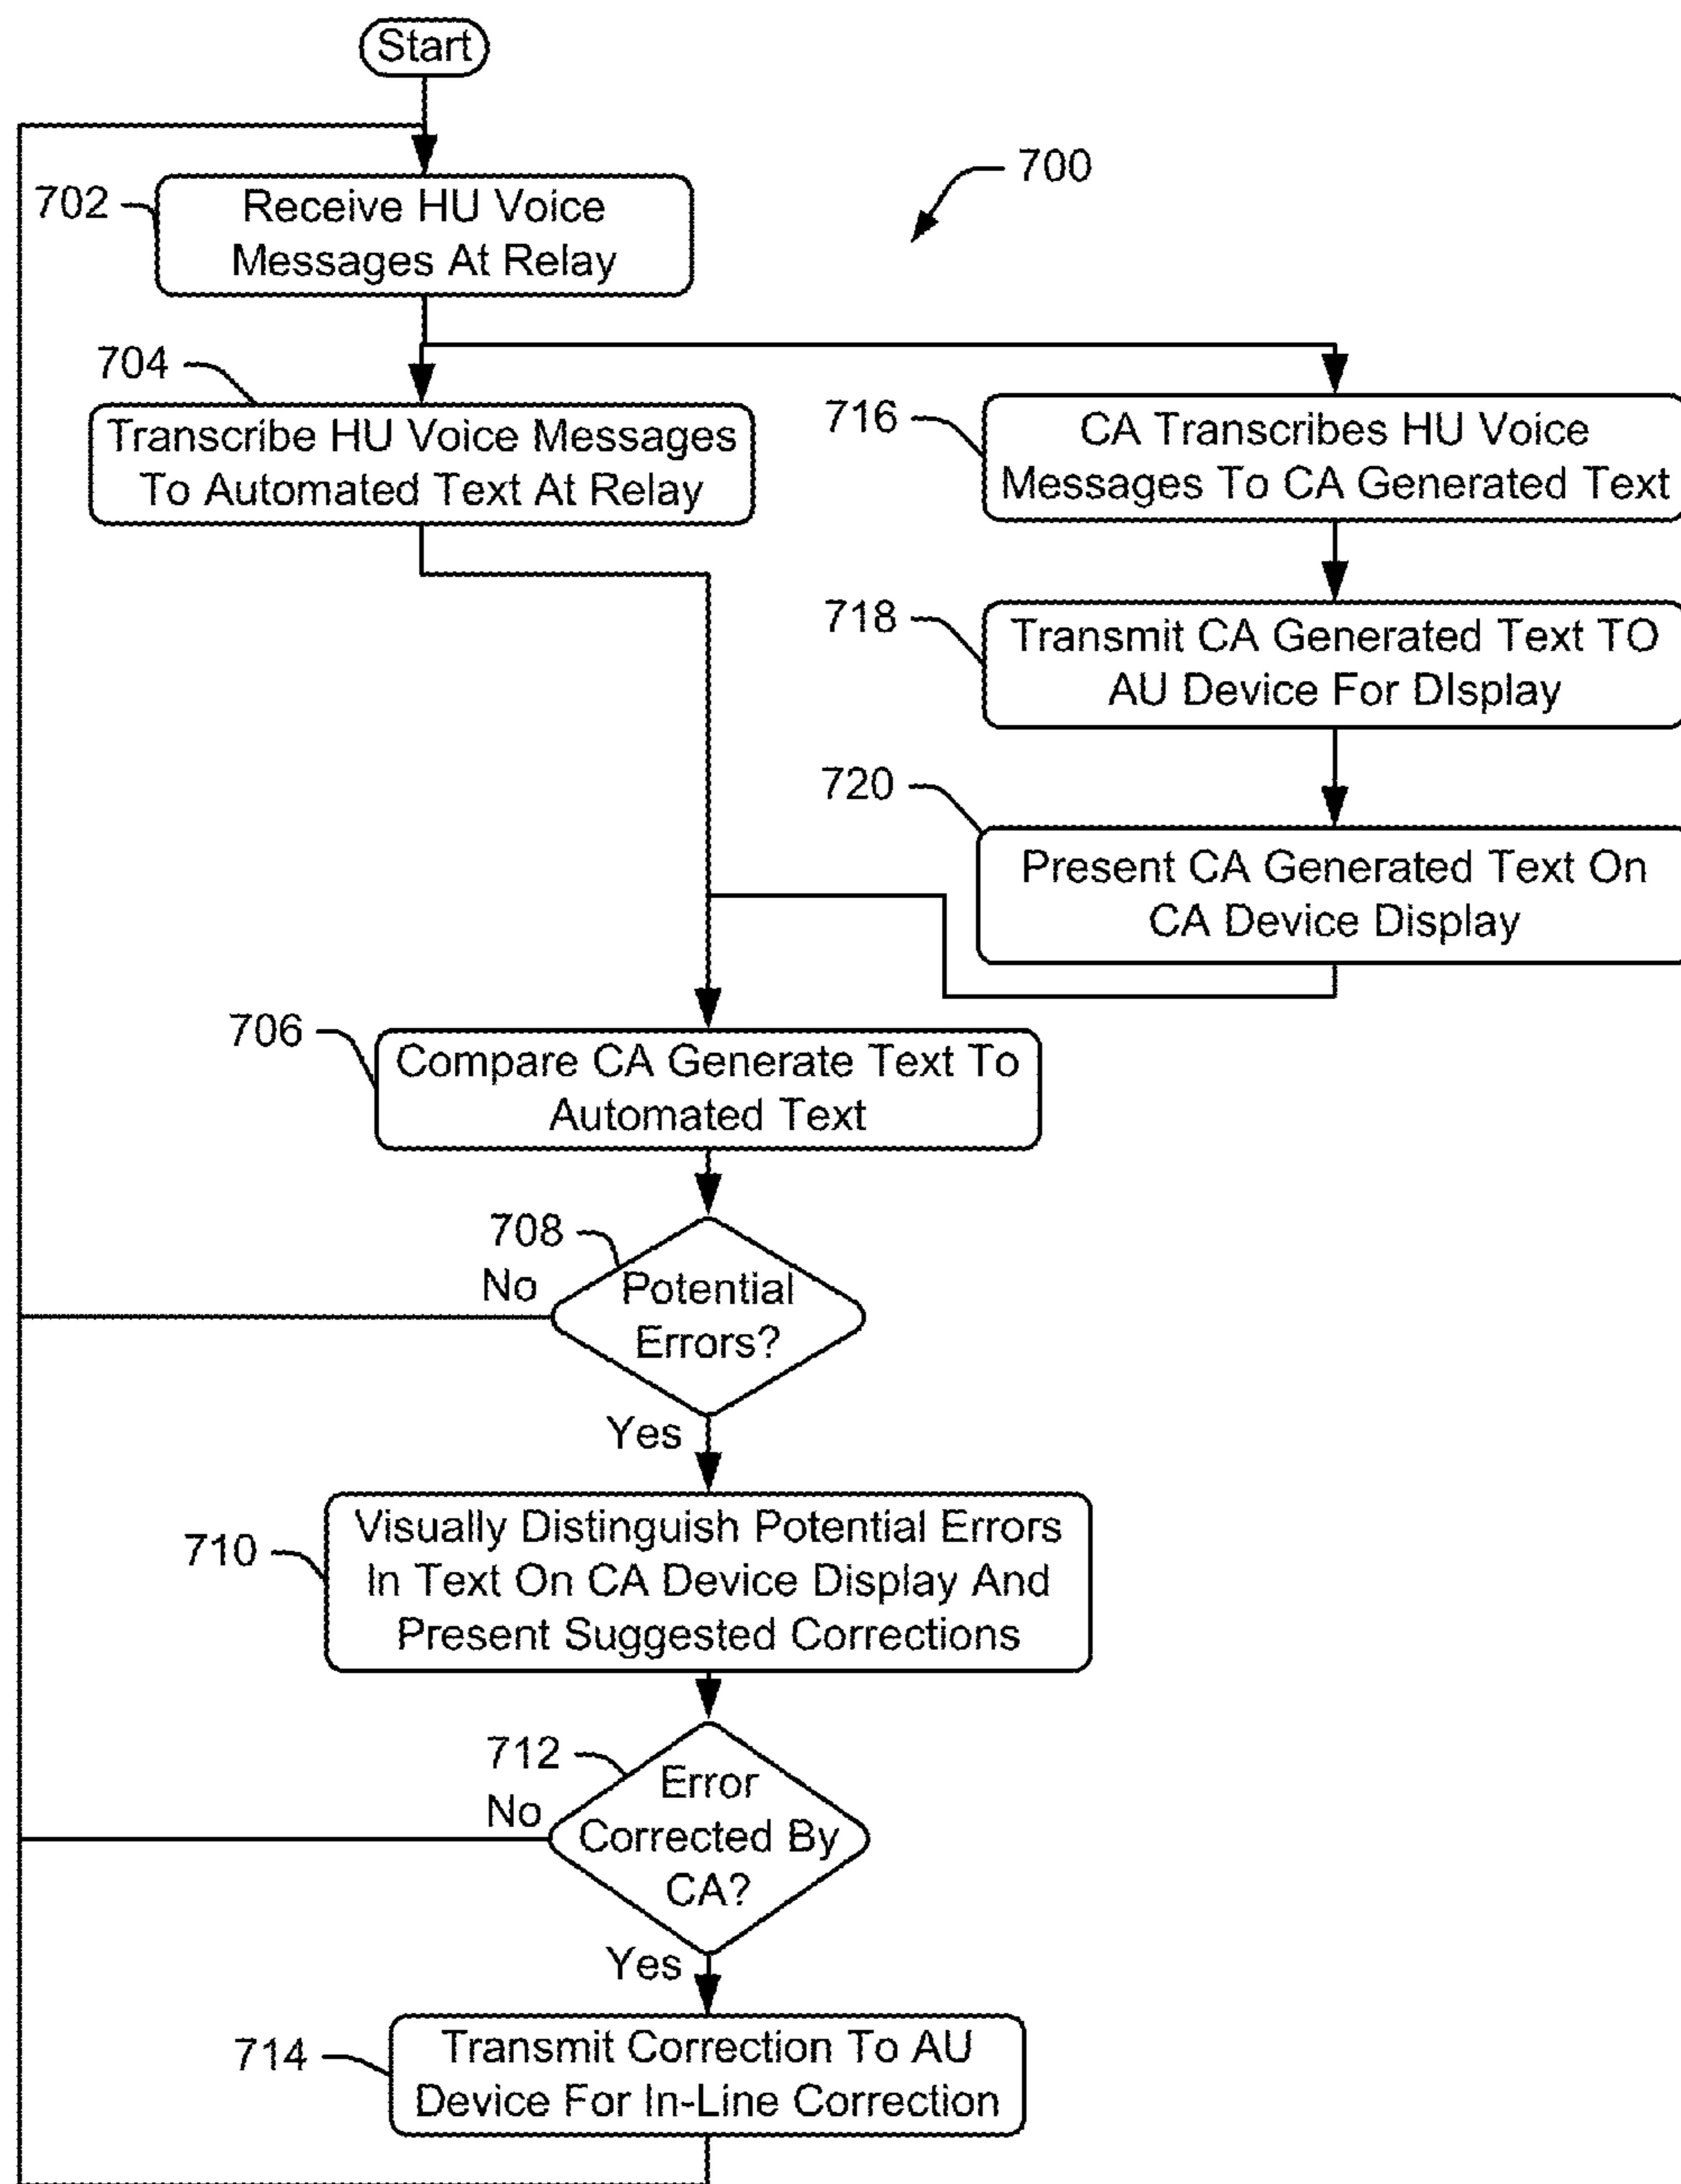 Start
700
702
Receive HU Voice
Messages At Relay
704
Transcribe HU Voice Messages
To Automated Text At Relay
716
CA Transcribes HU Voice
Messages To CA Generated Text
718
Transmit CA Generated Text TO
AU Device For DIsplay
720
Present CA Generated Text On
CA Device Display
706
Compare CA Generate Text To
Automated Text
708
No
Potential
Errors?
Yes
710
Visually Distinguish Potential Errors
In Text On CA Device Display And
Present Suggested Corrections
712
No
Error
Corrected By
CA?
Yes
714
Transmit Correction To AU
Device For In-Line Correction